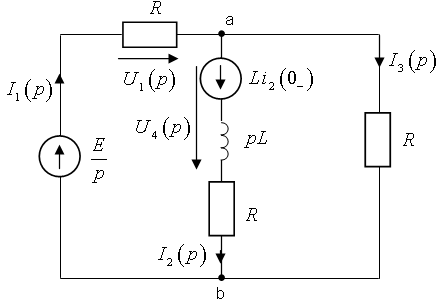 R
a
I₁(p)
U₁(p)
Li₂(0₋)
I₃(p)
U₄(p)
pL
E/p
R
R
I₂(p)
b